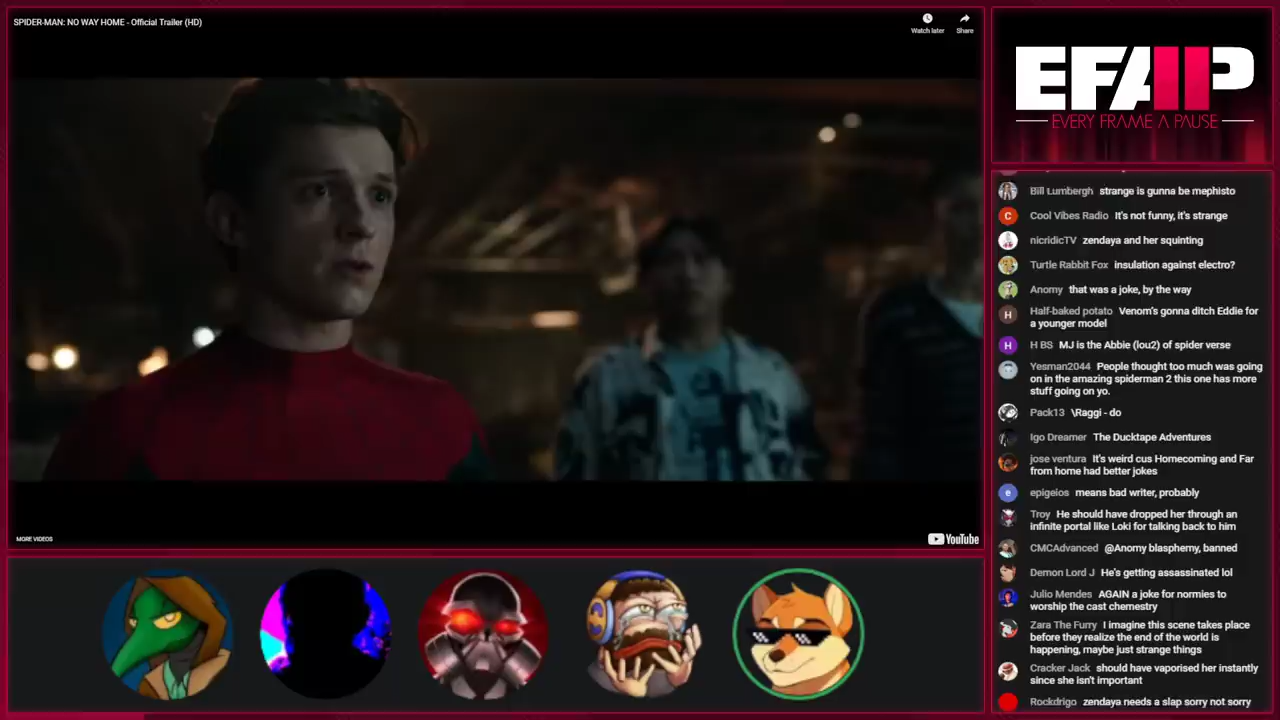 SPIDER-MAN: NO WAY HOME - Official Trailer (HD)
Watch later
Share
MORE VIDEOS
YouTube
EFAP
EVERY FRAME A PAUSE
Bill Lumbergh strange is gunna be mephisto
C
Cool Vibes Radio It's not funny, it's strange
nicridicTV zendaya and her squinting
Turtle Rabbit Fox insulation against electro?
Anomy that was a joke, by the way
H
Half-baked potato Venom's gonna ditch Eddie for
a younger model
H
H BS MJ is the Abbie (lou2) of spider verse
Yesman2044 People thought too much was going
on in the amazing spiderman 2 this one has more
stuff going on yo.
Pack13 \Raggi - do
Igo Dreamer The Ducktape Adventures
jose ventura It's weird cus Homecoming and Far
from home had better jokes
e
epigeios means bad writer, probably
Troy He should have dropped her through an
infinite portal like Loki for talking back to him
CMCAdvanced @Anomy blasphemy, banned
Demon Lord J He's getting assassinated lol
Julio Mendes AGAIN a joke for normies to
worship the cast chemestry
Zara The Furry I imagine this scene takes place
before they realize the end of the world is
happening, maybe just strange things
Cracker Jack should have vaporised her instantly
since she isn't important
Rockdrigo zendaya needs a slap sorry not sorry